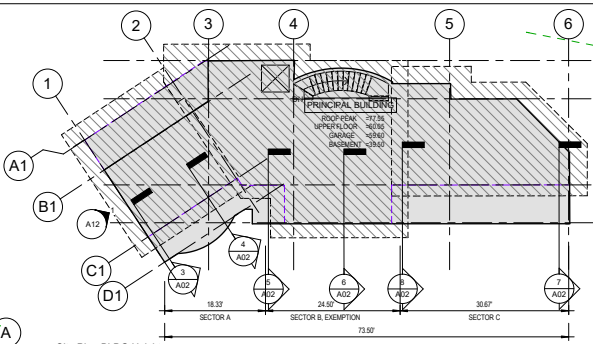 1
2
3
4
5
6
A1
B1
C1
D1
A12
PRINCIPAL BUILDING
ROOF PEAK =77.55
UPPER FLOOR =60.05
GARAGE =59.60
BASEMENT =39.50
3
A02
4
A02
5
A02
6
A02
8
A02
7
A02
18.33'
24.50'
30.67'
SECTOR A
SECTOR B, EXEMPTION
SECTOR C
73.50'
A